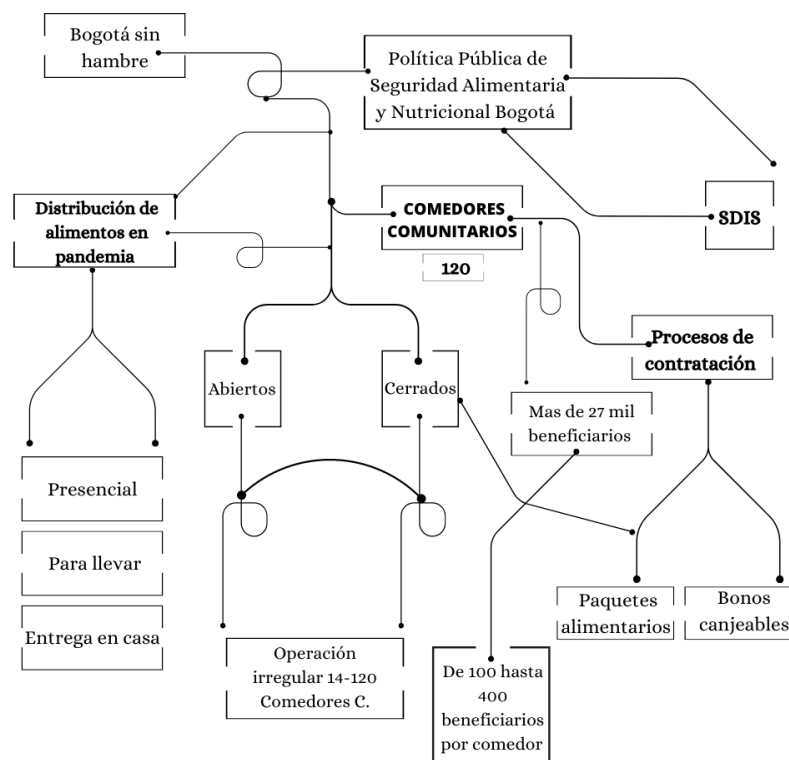 Bogotá sin
hambre
Política Pública de
Seguridad Alimentaria
y Nutricional Bogotá
Distribución de
alimentos en
pandemia
COMEDORES
COMUNITARIOS
120
SDIS
Procesos de
contratación
Abiertos
Cerrados
Mas de 27 mil
beneficiarios
Presencial
Para llevar
Entrega en casa
Operación
irregular 14-120
Comedores C.
De 100 hasta
400
beneficiarios
por comedor
Paquetes
alimentarios
Bonos
canjeables